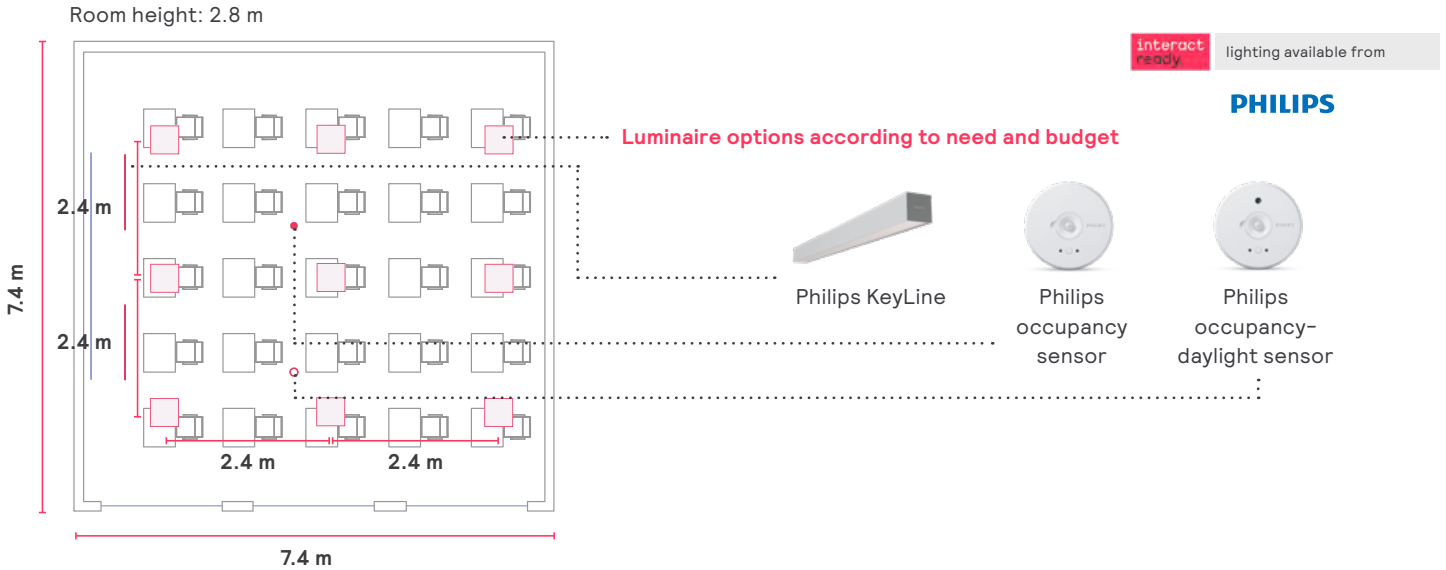 Room height: 2.8 m
interact
ready.
lighting available from
PHILIPS
Luminaire options according to need and budget
2.4 m
7.4 m
2.4 m
2.4 m
2.4 m
7.4 m
Philips KeyLine
Philips
occupancy
sensor
Philips
occupancy-
daylight sensor